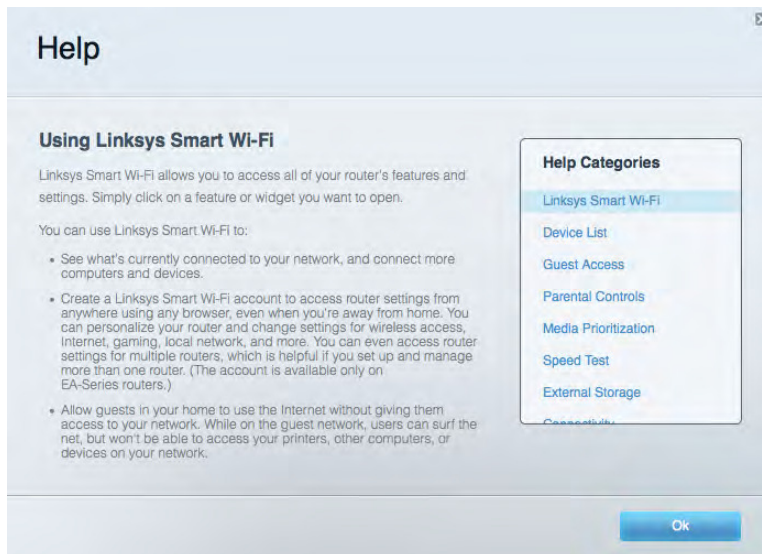 Help
Using Linksys Smart Wi-Fi
Linksys Smart Wi-Fi allows you to access all of your router's features and
settings. Simply click on a feature or widget you want to open.
You can use Linksys Smart Wi-Fi to:
• See what's currently connected to your network, and connect more
computers and devices.
• Create a Linksys Smart Wi-Fi account to access router settings from
anywhere using any browser, even when you're away from home. You
can personalize your router and change settings for wireless access,
Internet, gaming, local network, and more. You can even access router
settings for multiple routers, which is helpful if you set up and manage
more than one router. (The account is available only on
EA-Series routers.)
• Allow guests in your home to use the Internet without giving them
access to your network. While on the guest network, users can surf the
net, but won't be able to access your printers, other computers, or
devices on your network.
Help Categories
Linksys Smart Wi-Fi
Device List
Guest Access
Parental Controls
Media Prioritization
Speed Test
External Storage
Connectivity
Ok